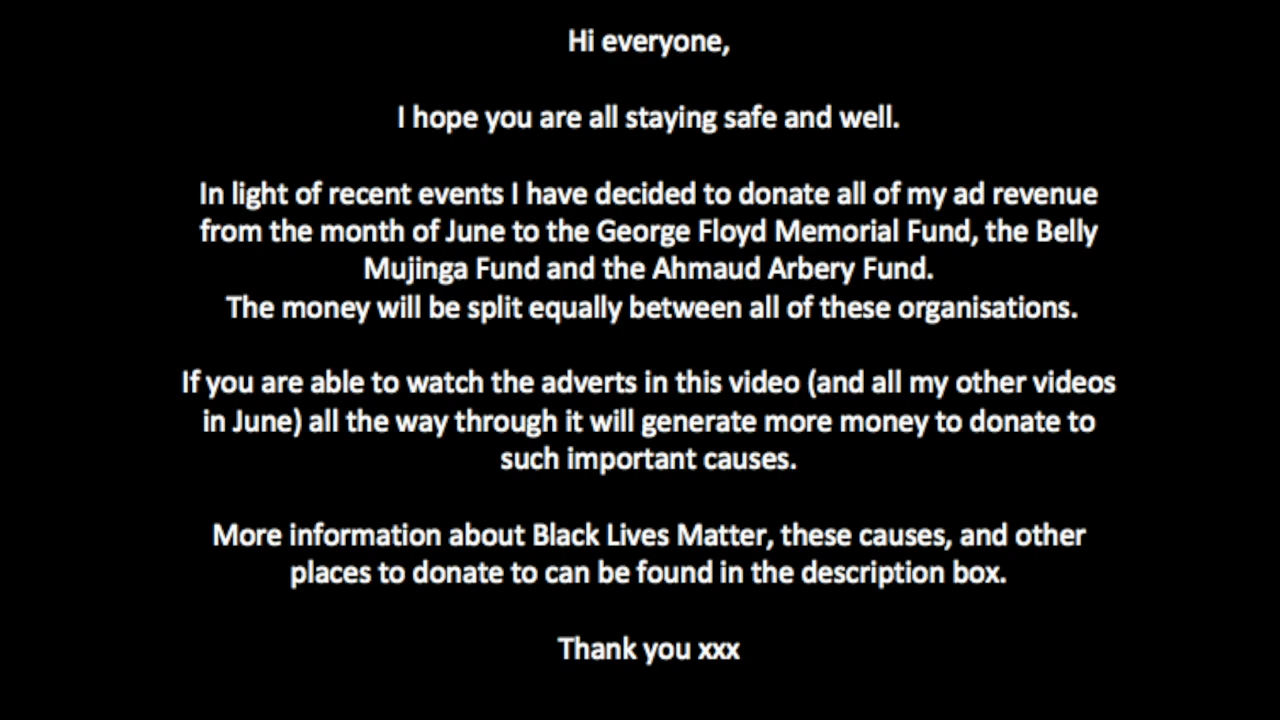 Hi everyone,
I hope you are all staying safe and well.
In light of recent events I have decided to donate all of my ad revenue
from the month of June to the George Floyd Memorial Fund, the Belly
Mujinga Fund and the Ahmaud Arbery Fund.
The money will be split equally between all of these organisations.
If you are able to watch the adverts in this video (and all my other videos
in June) all the way through it will generate more money to donate to
such important causes.
More information about Black Lives Matter, these causes, and other
places to donate to can be found in the description box.
Thank you xxx